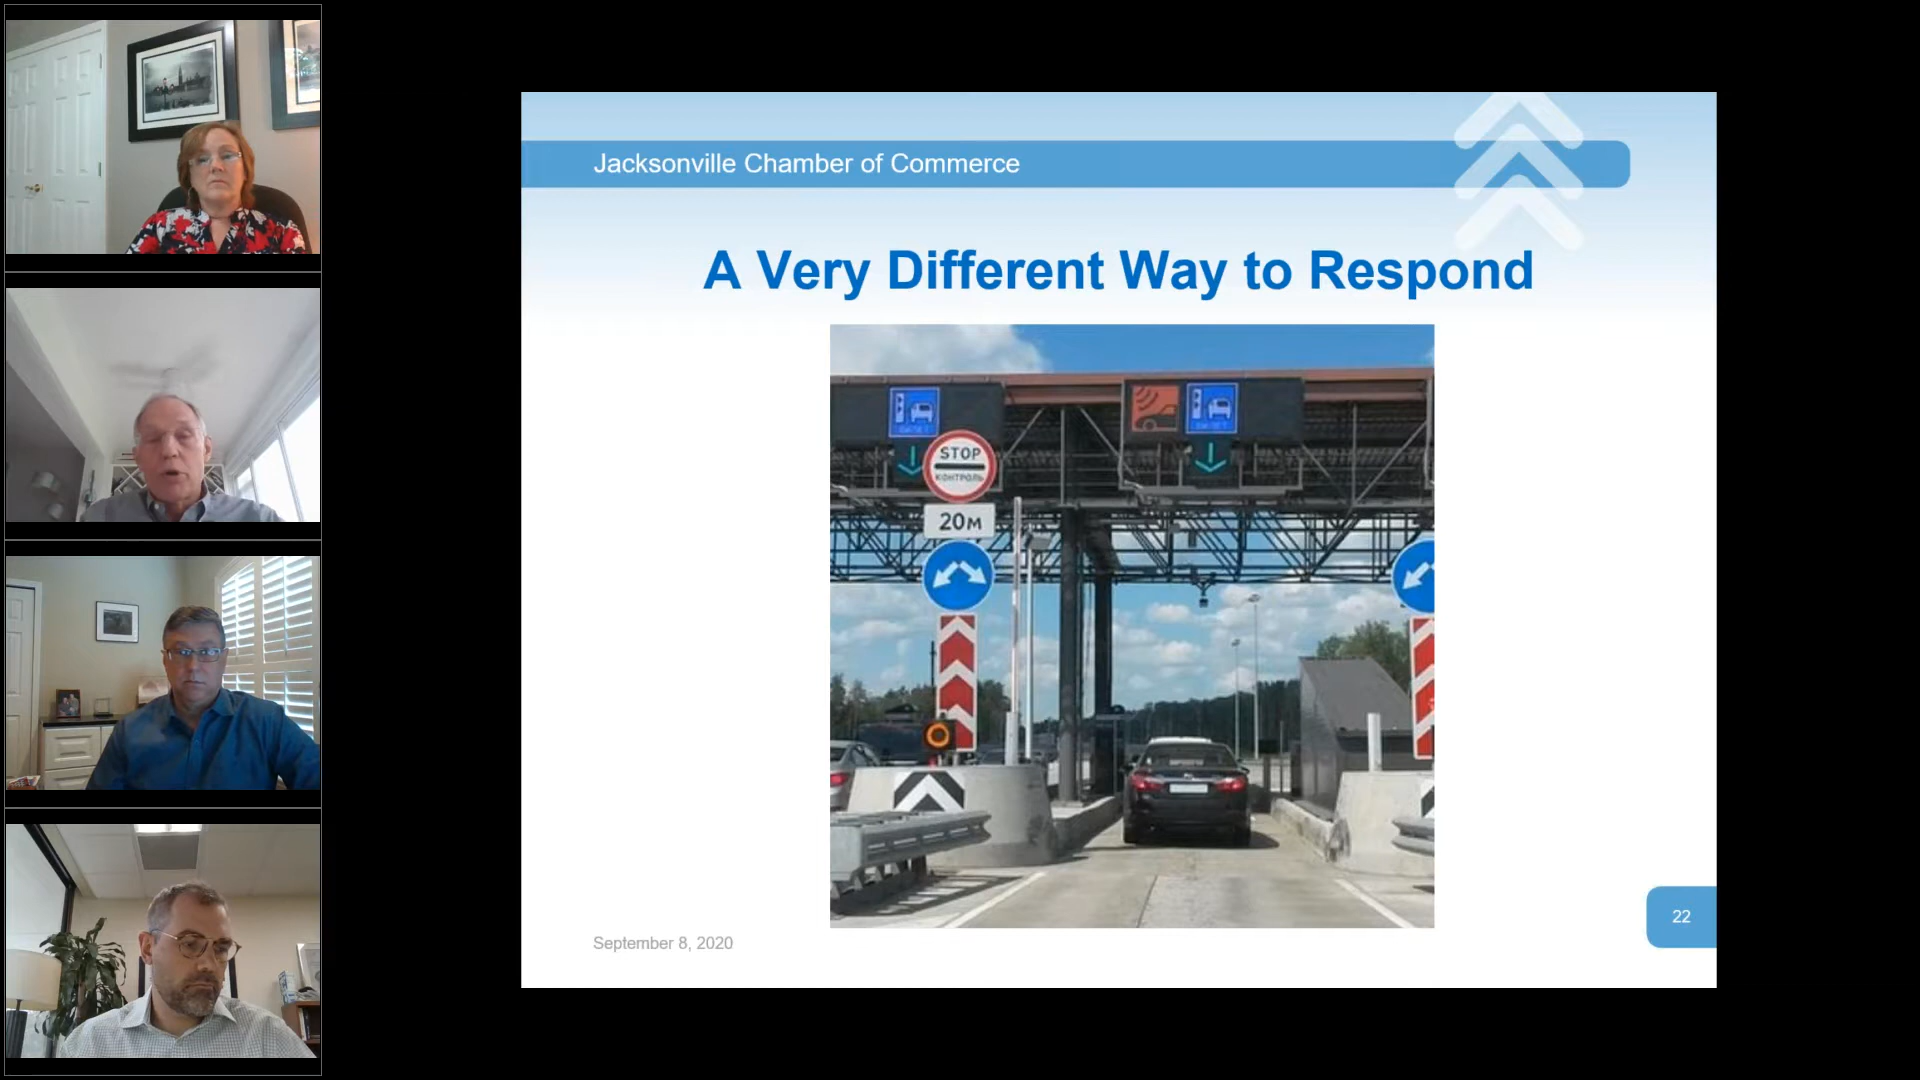 Jacksonville Chamber of Commerce
A Very Different Way to Respond
STOP
КОНТРОЛЬ
20м
September 8, 2020
22